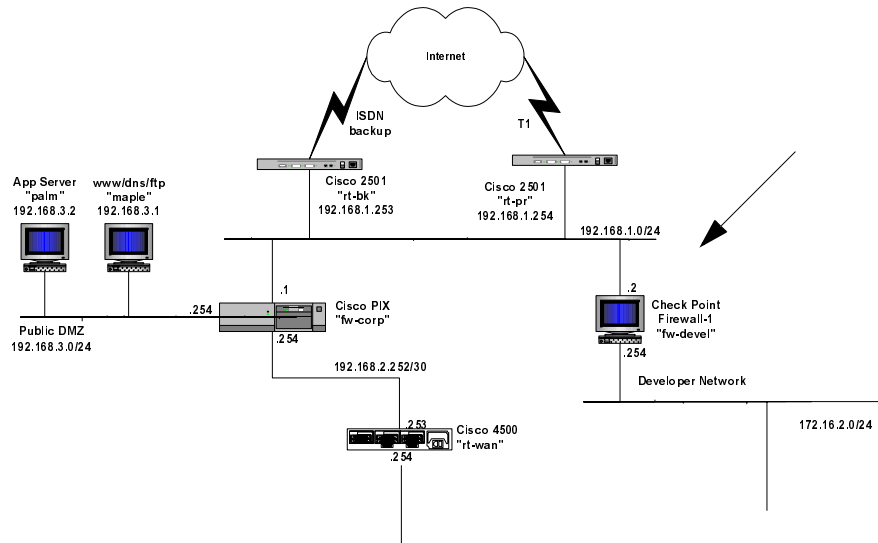 Internet
ISDN
backup
T1
App Server
"palm"
192.168.3.2
www/dns/ftp
"maple"
192.168.3.1
Cisco 2501
"rt-bk"
192.168.1.253
Cisco 2501
"rt-pr"
192.168.1.254
192.168.1.0/24
.1
.254
Cisco PIX
"fw-corp"
.254
.2
Check Point
Firewall-1
"fw-devel"
.254
Public DMZ
192.168.3.0/24
192.168.2.252/30
Developer Network
172.16.2.0/24
.253
Cisco 4500
"rt-wan"
.254